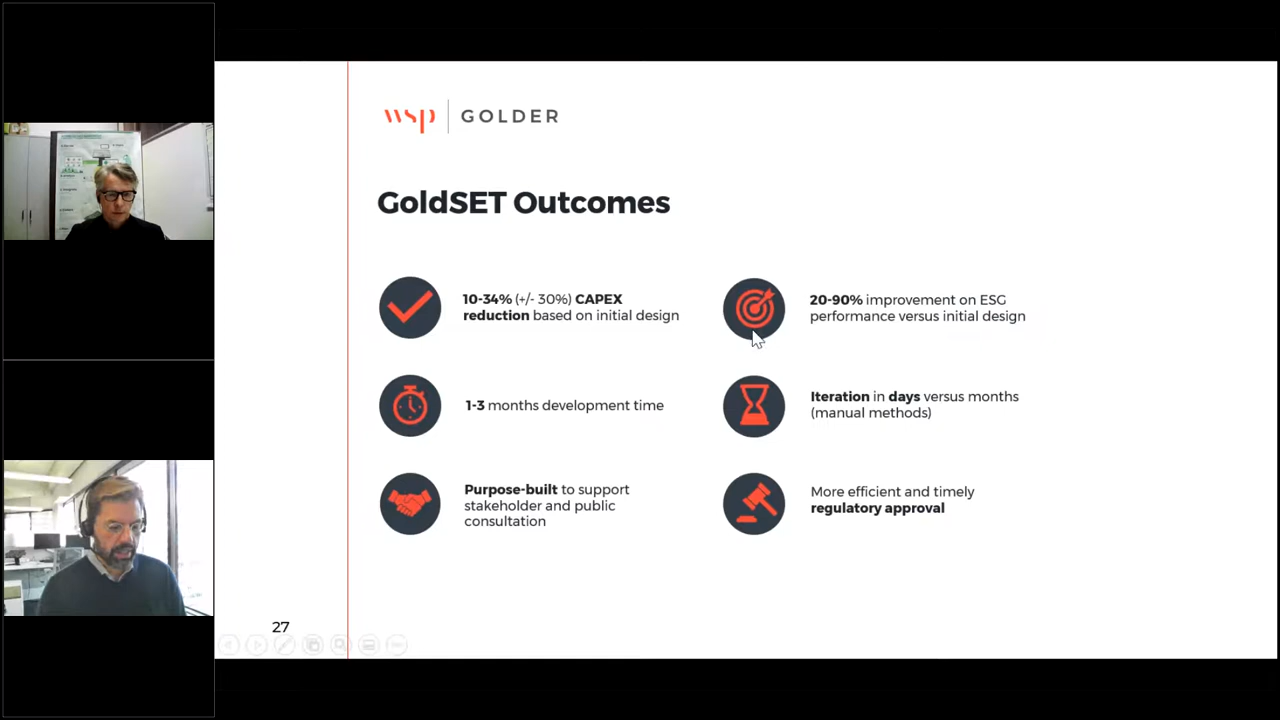 wsp | GOLDER
GoldSET Outcomes
10-34% (+/- 30%) CAPEX
reduction based on initial design
20-90% improvement on ESG
performance versus initial design
1-3 months development time
Iteration in days versus months
(manual methods)
Purpose-built to support
stakeholder and public
consultation
More efficient and timely
regulatory approval
27